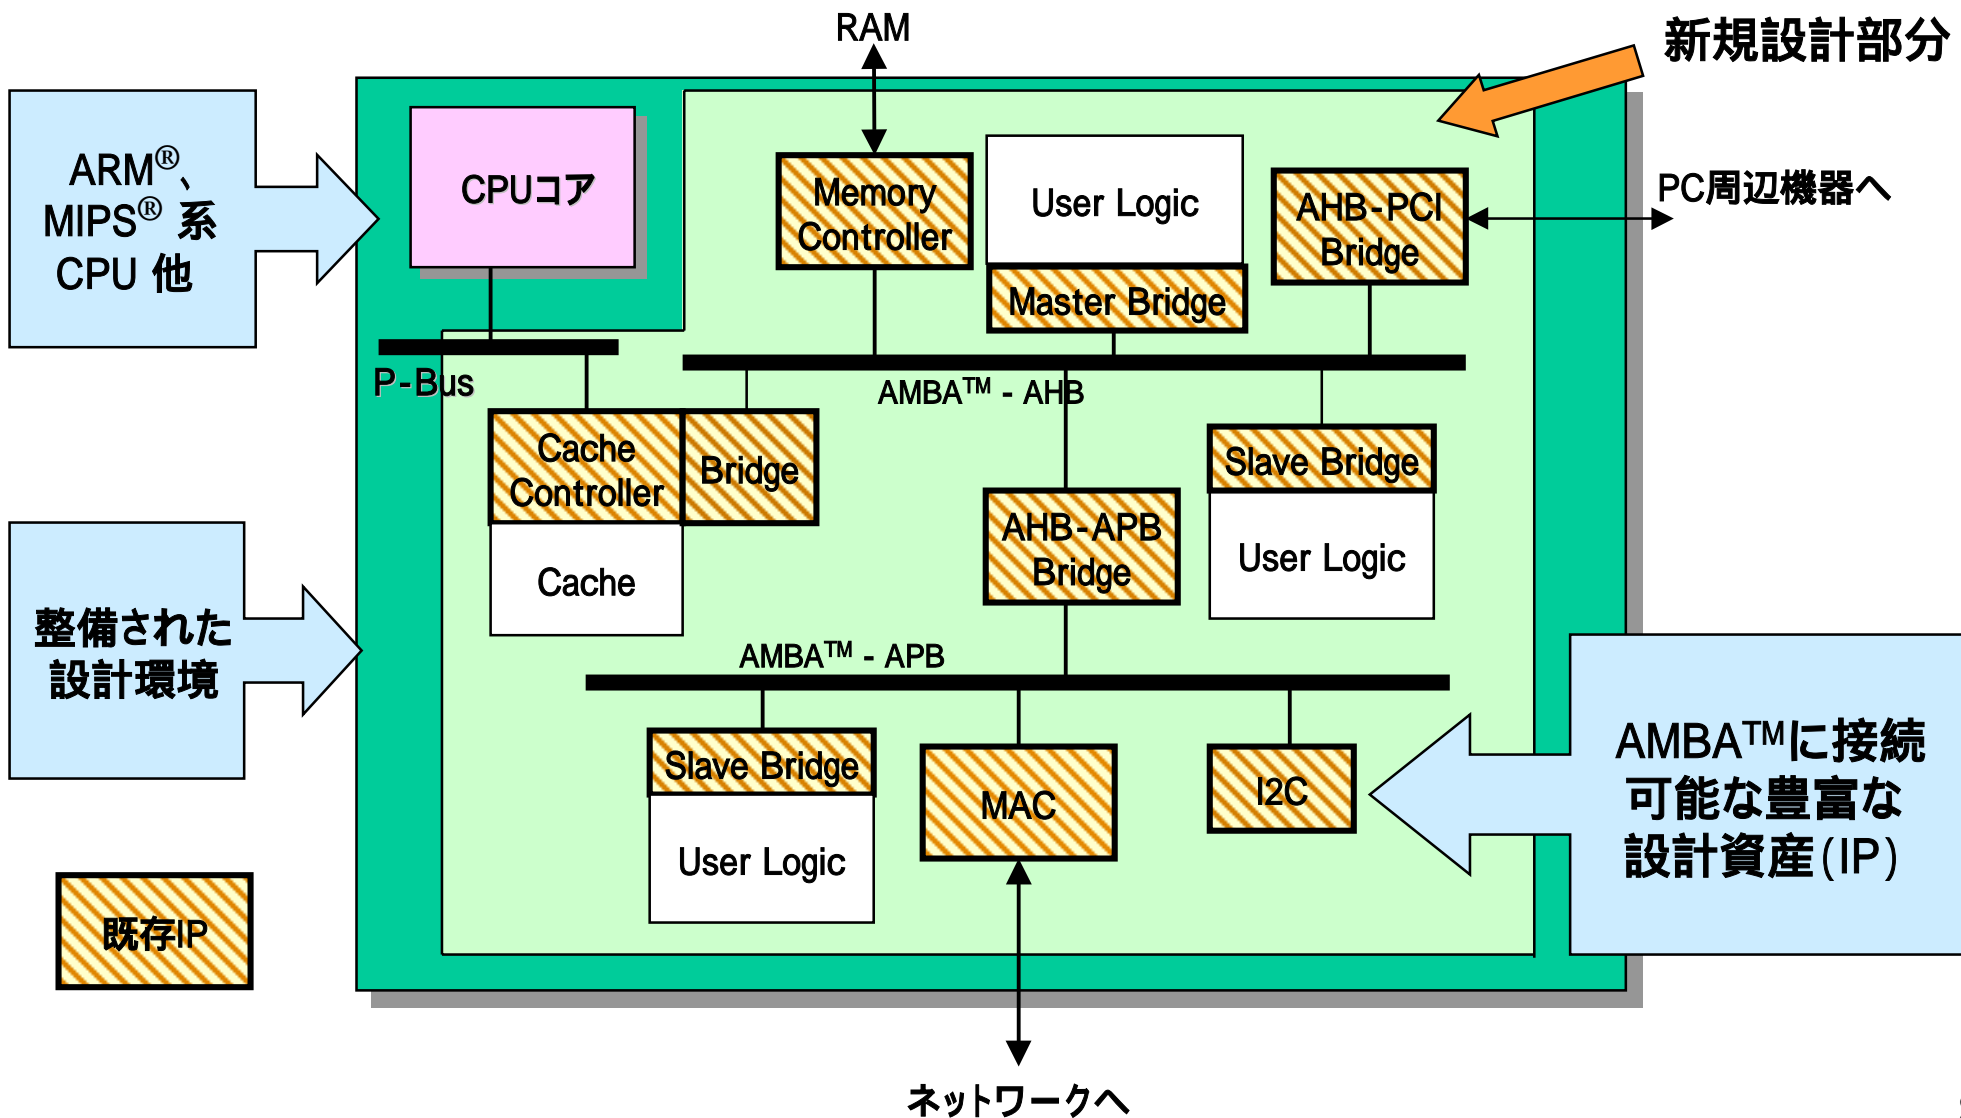 RAM
新規設計部分
ARM®、
MIPS® 系
CPU 他
CPUコア
Memory
Controller
User Logic
Master Bridge
AHB-PCI
Bridge
PC周辺機器へ
P-Bus
AMBA™ - AHB
Cache
Controller
Bridge
Cache
Slave Bridge
User Logic
AHB-APB
Bridge
整備された
設計環境
AMBA™ - APB
Slave Bridge
User Logic
MAC
I2C
AMBA™に接続
可能な豊富な
設計資産(IP)
既存IP
ネットワークへ